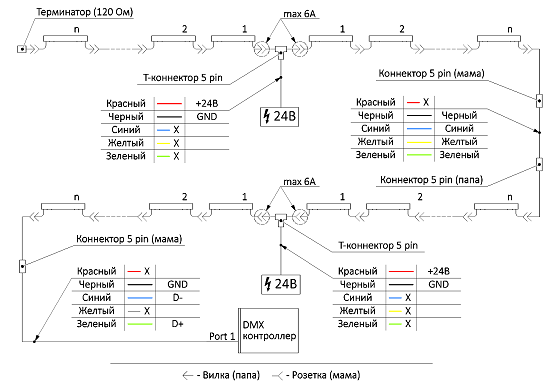 Терминатор (120 Ом)
max 6A
n 2 1 1 2 n
Т-коннектор 5 pin
Коннектор 5 pin (мама)
Красный +24В
Черный GND
Синий X
Желтый X
Зеленый X
24В
Красный X
Черный Черный
Синий Синий
Желтый Желтый
Зеленый Зеленый
Коннектор 5 pin (папа)
max 6A
n 2 1 1 2 n
Коннектор 5 pin (мама)
Т-коннектор 5 pin
Красный X
Черный GND
Синий D-
Желтый X
Зеленый D+
24В
Красный +24В
Черный GND
Синий X
Желтый X
Зеленый X
Port 1
DMX
контроллер
- Вилка (папа) - Розетка (мама)